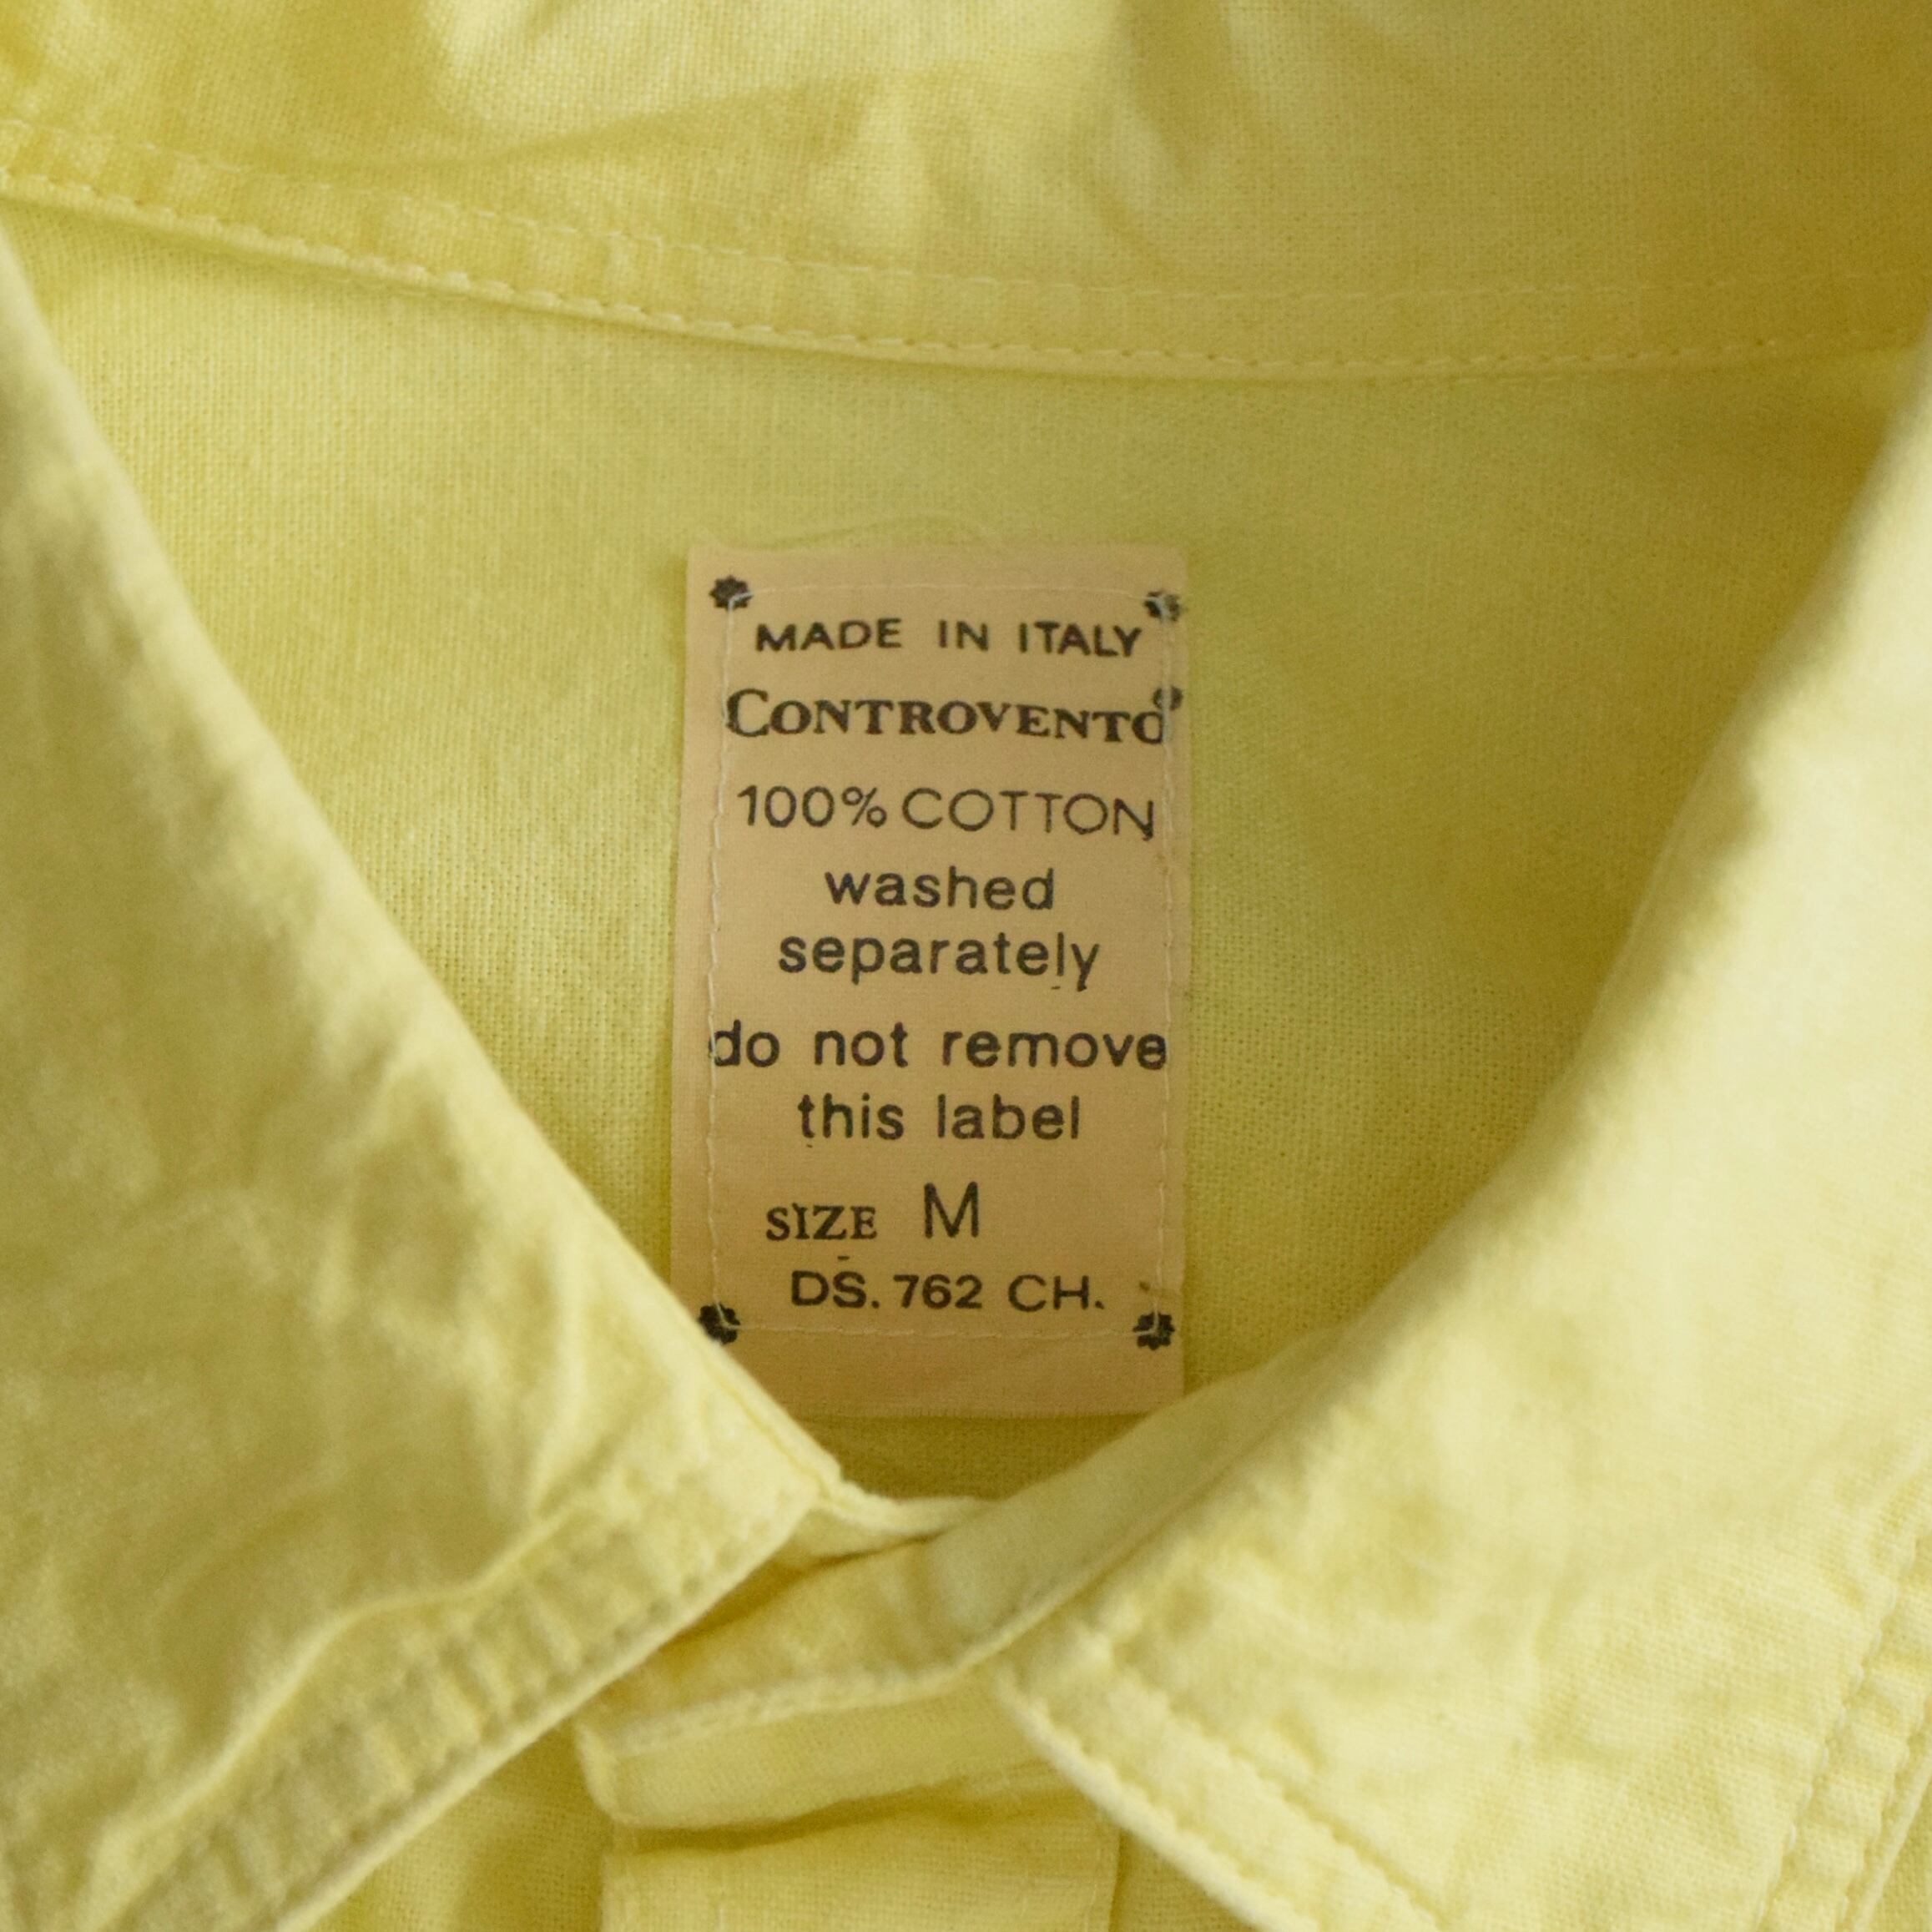 MADE IN ITALY
CONTROVENTO
100% COTTON
washed
separately
do not remove
this label
SIZE M
DS. 762 CH.